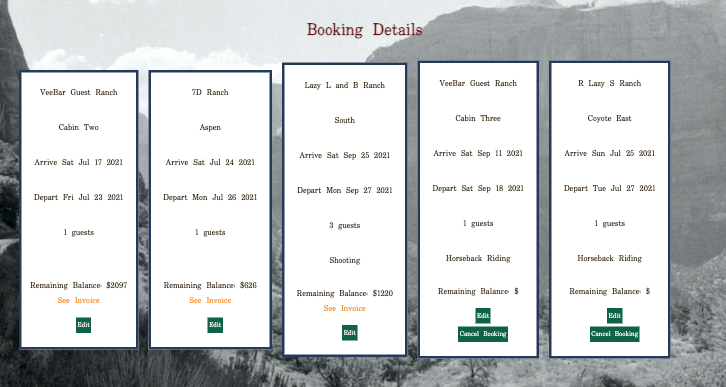 Booking Details
VeeBar Guest Ranch
Cabin Two
Arrive Sat Jul 17 2021
Depart Fri Jul 23 2021
1 guests
Remaining Balance: $2097
See Invoice
Edit
7D Ranch
Aspen
Arrive Sat Jul 24 2021
Depart Mon Jul 26 2021
1 guests
Remaining Balance: $626
See Invoice
Edit
Lazy L and B Ranch
South
Arrive Sat Sep 25 2021
Depart Mon Sep 27 2021
3 guests
Shooting
Remaining Balance: $1220
See Invoice
Edit
VeeBar Guest Ranch
Cabin Three
Arrive Sat Sep 11 2021
Depart Sat Sep 18 2021
1 guests
Horseback Riding
Remaining Balance: $
Edit
Cancel Booking
R Lazy S Ranch
Coyote East
Arrive Sun Jul 25 2021
Depart Tue Jul 27 2021
1 guests
Horseback Riding
Remaining Balance: $
Edit
Cancel Booking